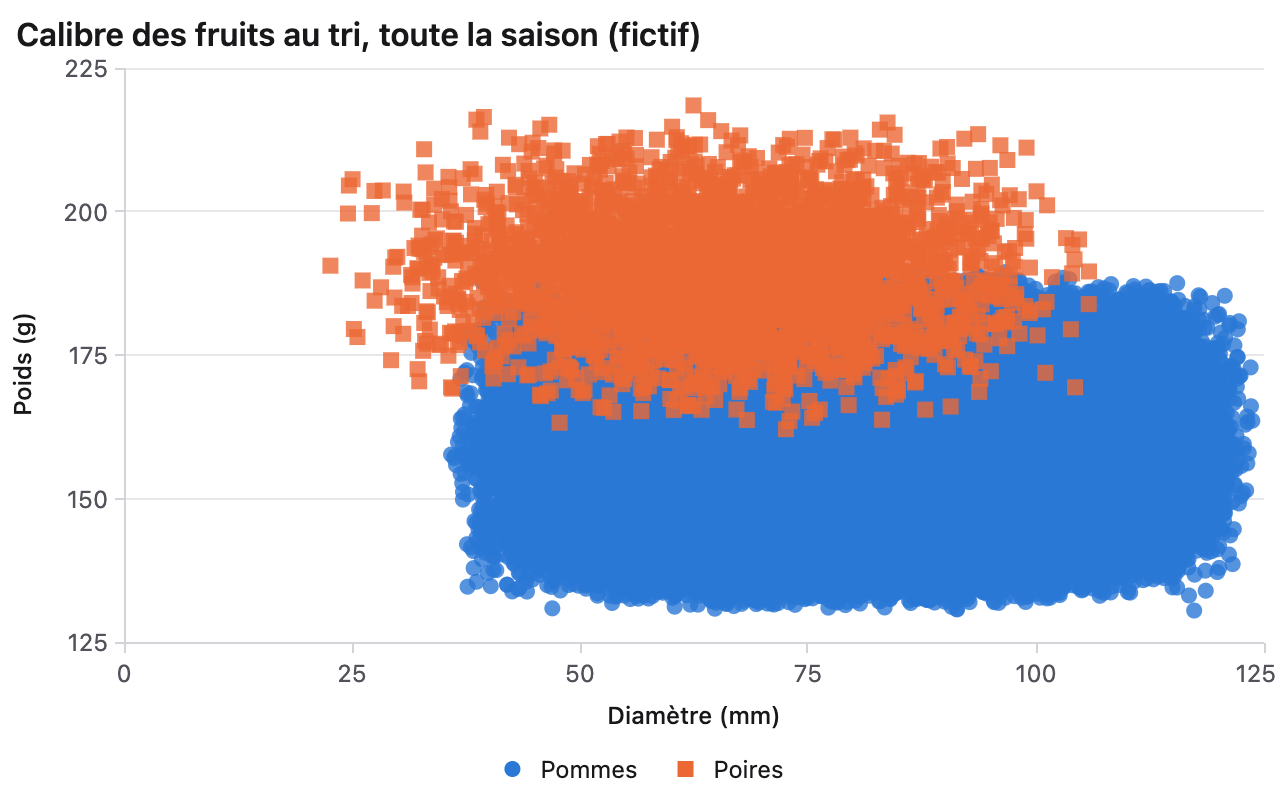 Calibre des fruits au tri, toute la saison (fictif)
225
200
175
150
125
Poids (g)
0 25 50 75 100 125
Diamètre (mm)
Pommes Poires